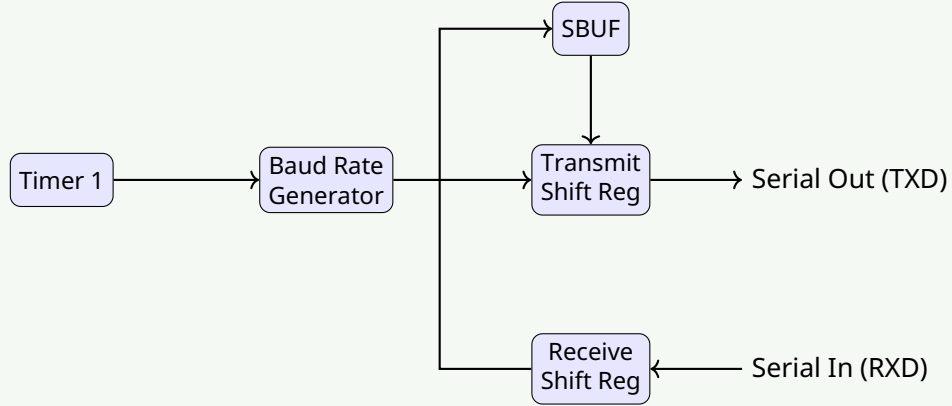 SBUF
Timer 1
Baud Rate
Generator
Transmit
Shift Reg
Serial Out (TXD)
Receive
Shift Reg
Serial In (RXD)